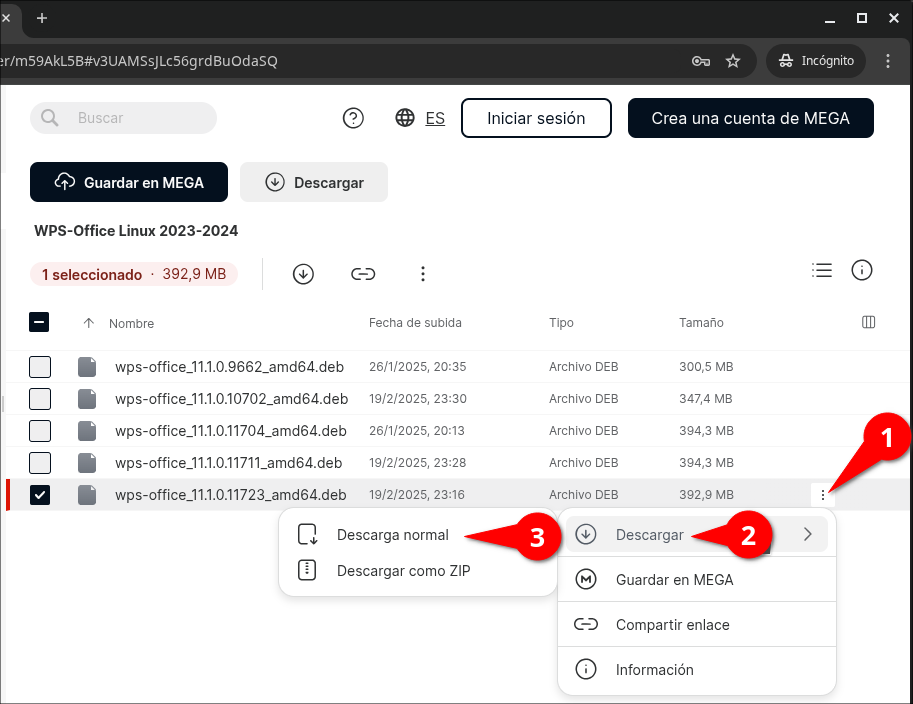 er/m59AkL5B#v3UAMSsJLc56grdBuOdaSQ
Incógnito
Buscar
ES
Iniciar sesión
Crea una cuenta de MEGA
Guardar en MEGA
Descargar
WPS-Office Linux 2023-2024
1 seleccionado · 392,9 MB
Nombre Fecha de subida Tipo Tamaño
wps-office_11.1.0.9662_amd64.deb 26/1/2025, 20:35 Archivo DEB 300,5 MB
wps-office_11.1.0.10702_amd64.deb 19/2/2025, 23:30 Archivo DEB 347,4 MB
wps-office_11.1.0.11704_amd64.deb 26/1/2025, 20:13 Archivo DEB 394,3 MB
wps-office_11.1.0.11711_amd64.deb 19/2/2025, 23:28 Archivo DEB 394,3 MB
wps-office_11.1.0.11723_amd64.deb 19/2/2025, 23:16 Archivo DEB 392,9 MB
1
Descargar
2
Descarga normal
3
Descargar como ZIP
Guardar en MEGA
Compartir enlace
Información